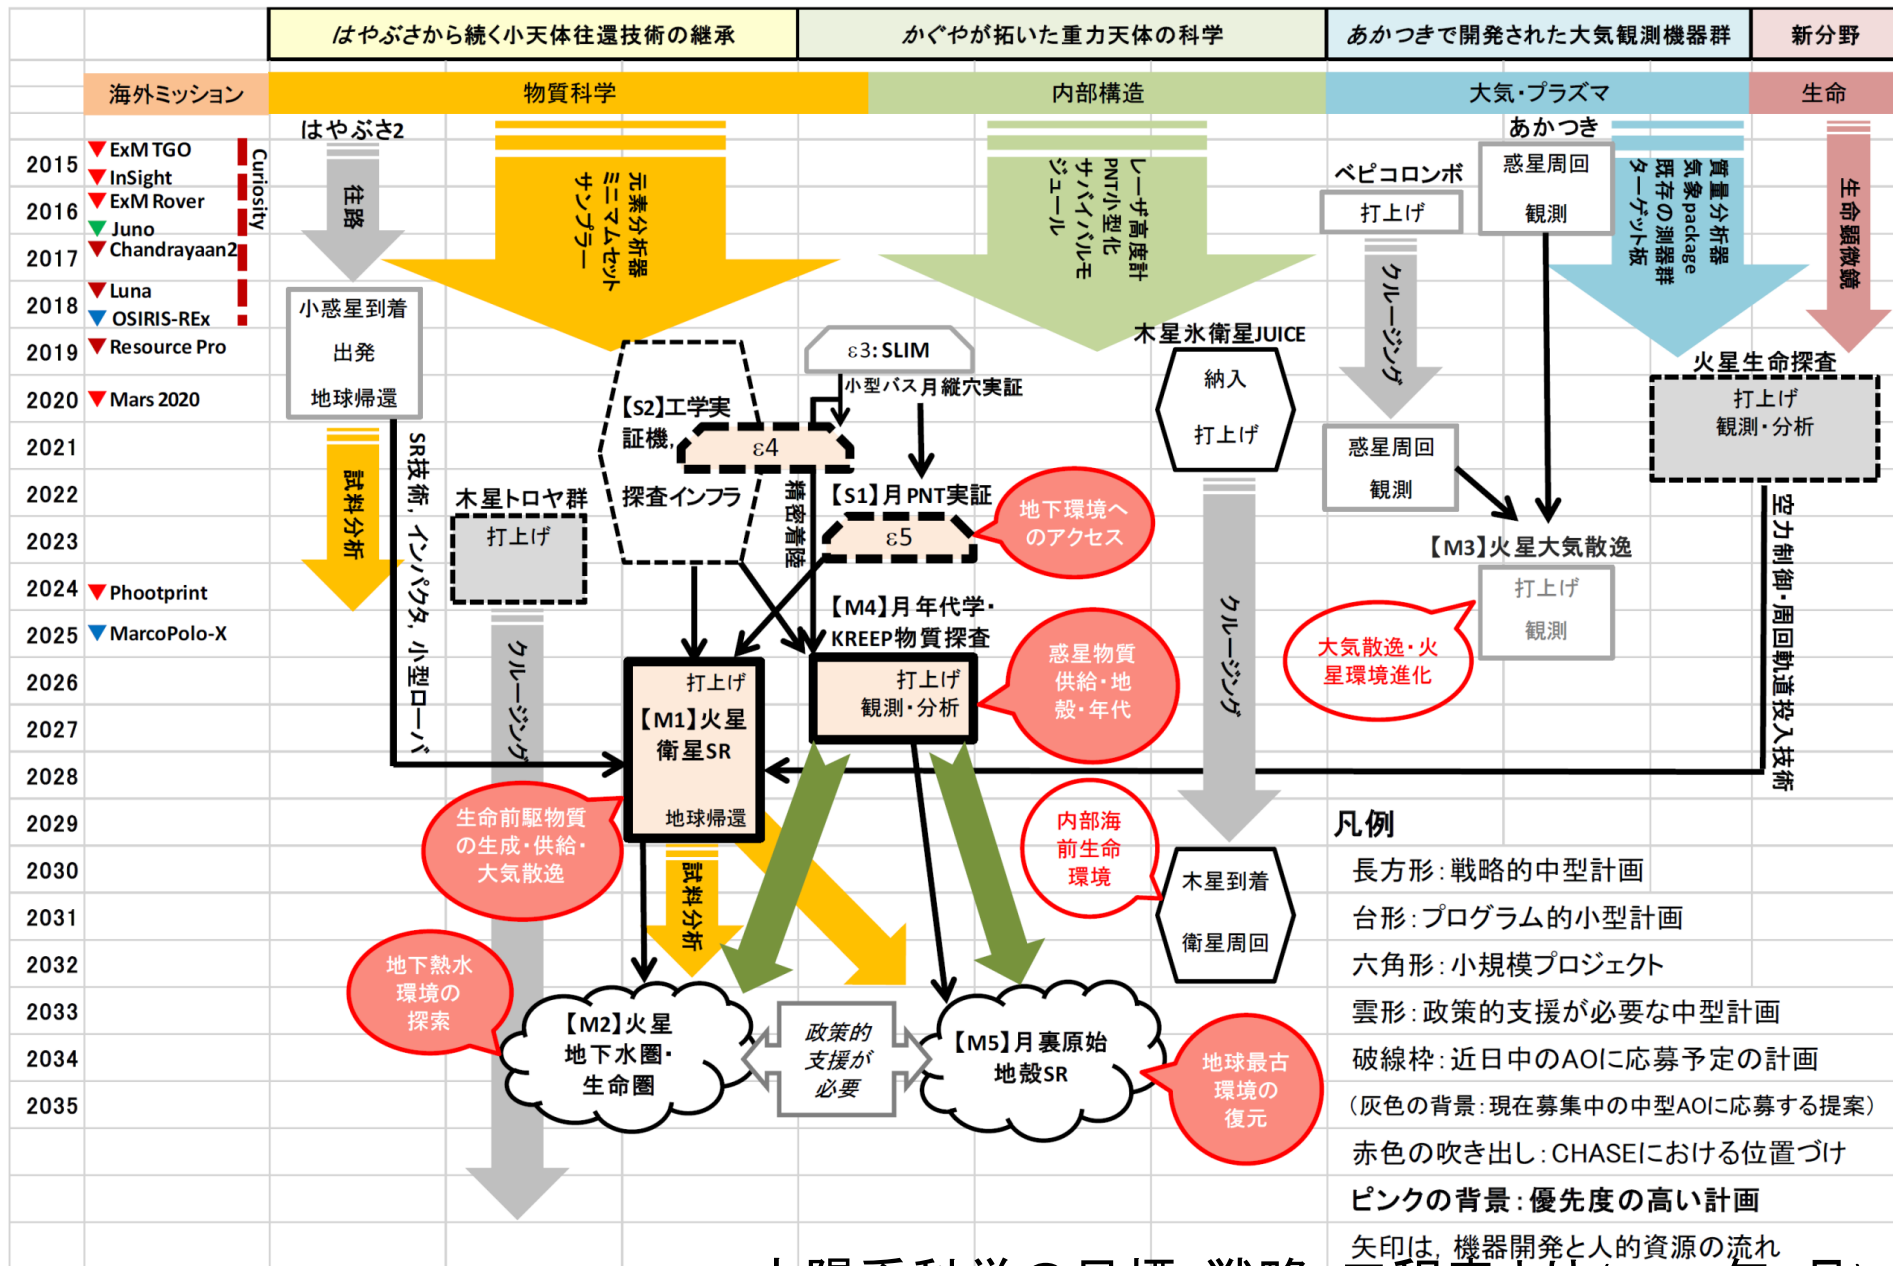 はやぶさから続く小天体往還技術の継承
かぐやが拓いた重力天体の科学
あかつきで開発された大気観測機器群
新分野
海外ミッション
物質科学
内部構造
大気・プラズマ
生命
2015
2016
2017
2018
2019
2020
2021
2022
2023
2024
2025
2026
2027
2028
2029
2030
2031
2032
2033
2034
2035
ExM TGO
InSight
ExM Rover
Juno
Chandrayaan2
Luna
OSIRIS-REx
Resource Pro
Mars 2020
Phootprint
MarcoPolo-X
Curiosity
はやぶさ2
往路
小惑星到着
出発
地球帰還
試料分析
SR技術, インパクタ, 小型ローバ
木星トロヤ群
打上げ
クルージング
元素分析器
ミニマムセット
サンプラー
【S2】工学実
証機,
探査インフラ
ε4
ε3: SLIM
小型バス
月縦穴実証
精密着陸
【S1】月PNT実証
ε5
地下環境へ
のアクセス
【M4】月年代学・
KREEP物質探査
打上げ
観測・分析
惑星物質
供給・地
殻・年代
打上げ
【M1】火星
衛星SR
地球帰還
生命前駆物質
の生成・供給・
大気散逸
試料分析
地下熱水
環境の
探索
【M2】火星
地下水圏・
生命圏
政策的
支援が
必要
【M5】月裏原始
地殻SR
地球最古
環境の
復元
レーザ高度計
PNT小型化
サバイバルモ
ジュール
木星氷衛星JUICE
納入
打上げ
クルージング
内部海
前生命
環境
木星到着
衛星周回
ベピコロンボ
打上げ
クルージング
惑星周回
観測
あかつき
惑星周回
観測
質量分析器
気象package
既存の測器群
ターゲット板
【M3】火星大気散逸
打上げ
観測
大気散逸・火
星環境進化
生命顕微鏡
火星生命探査
打上げ
観測・分析
空力制御・周回軌道投入技術
凡例
長方形：戦略的中型計画
台形：プログラム的小型計画
六角形：小規模プロジェクト
雲形：政策的支援が必要な中型計画
破線枠：近日中のAOに応募予定の計画
（灰色の背景：現在募集中の中型AOに応募する提案）
赤色の吹き出し：CHASEにおける位置づけ
ピンクの背景：優先度の高い計画
矢印は, 機器開発と人的資源の流れ